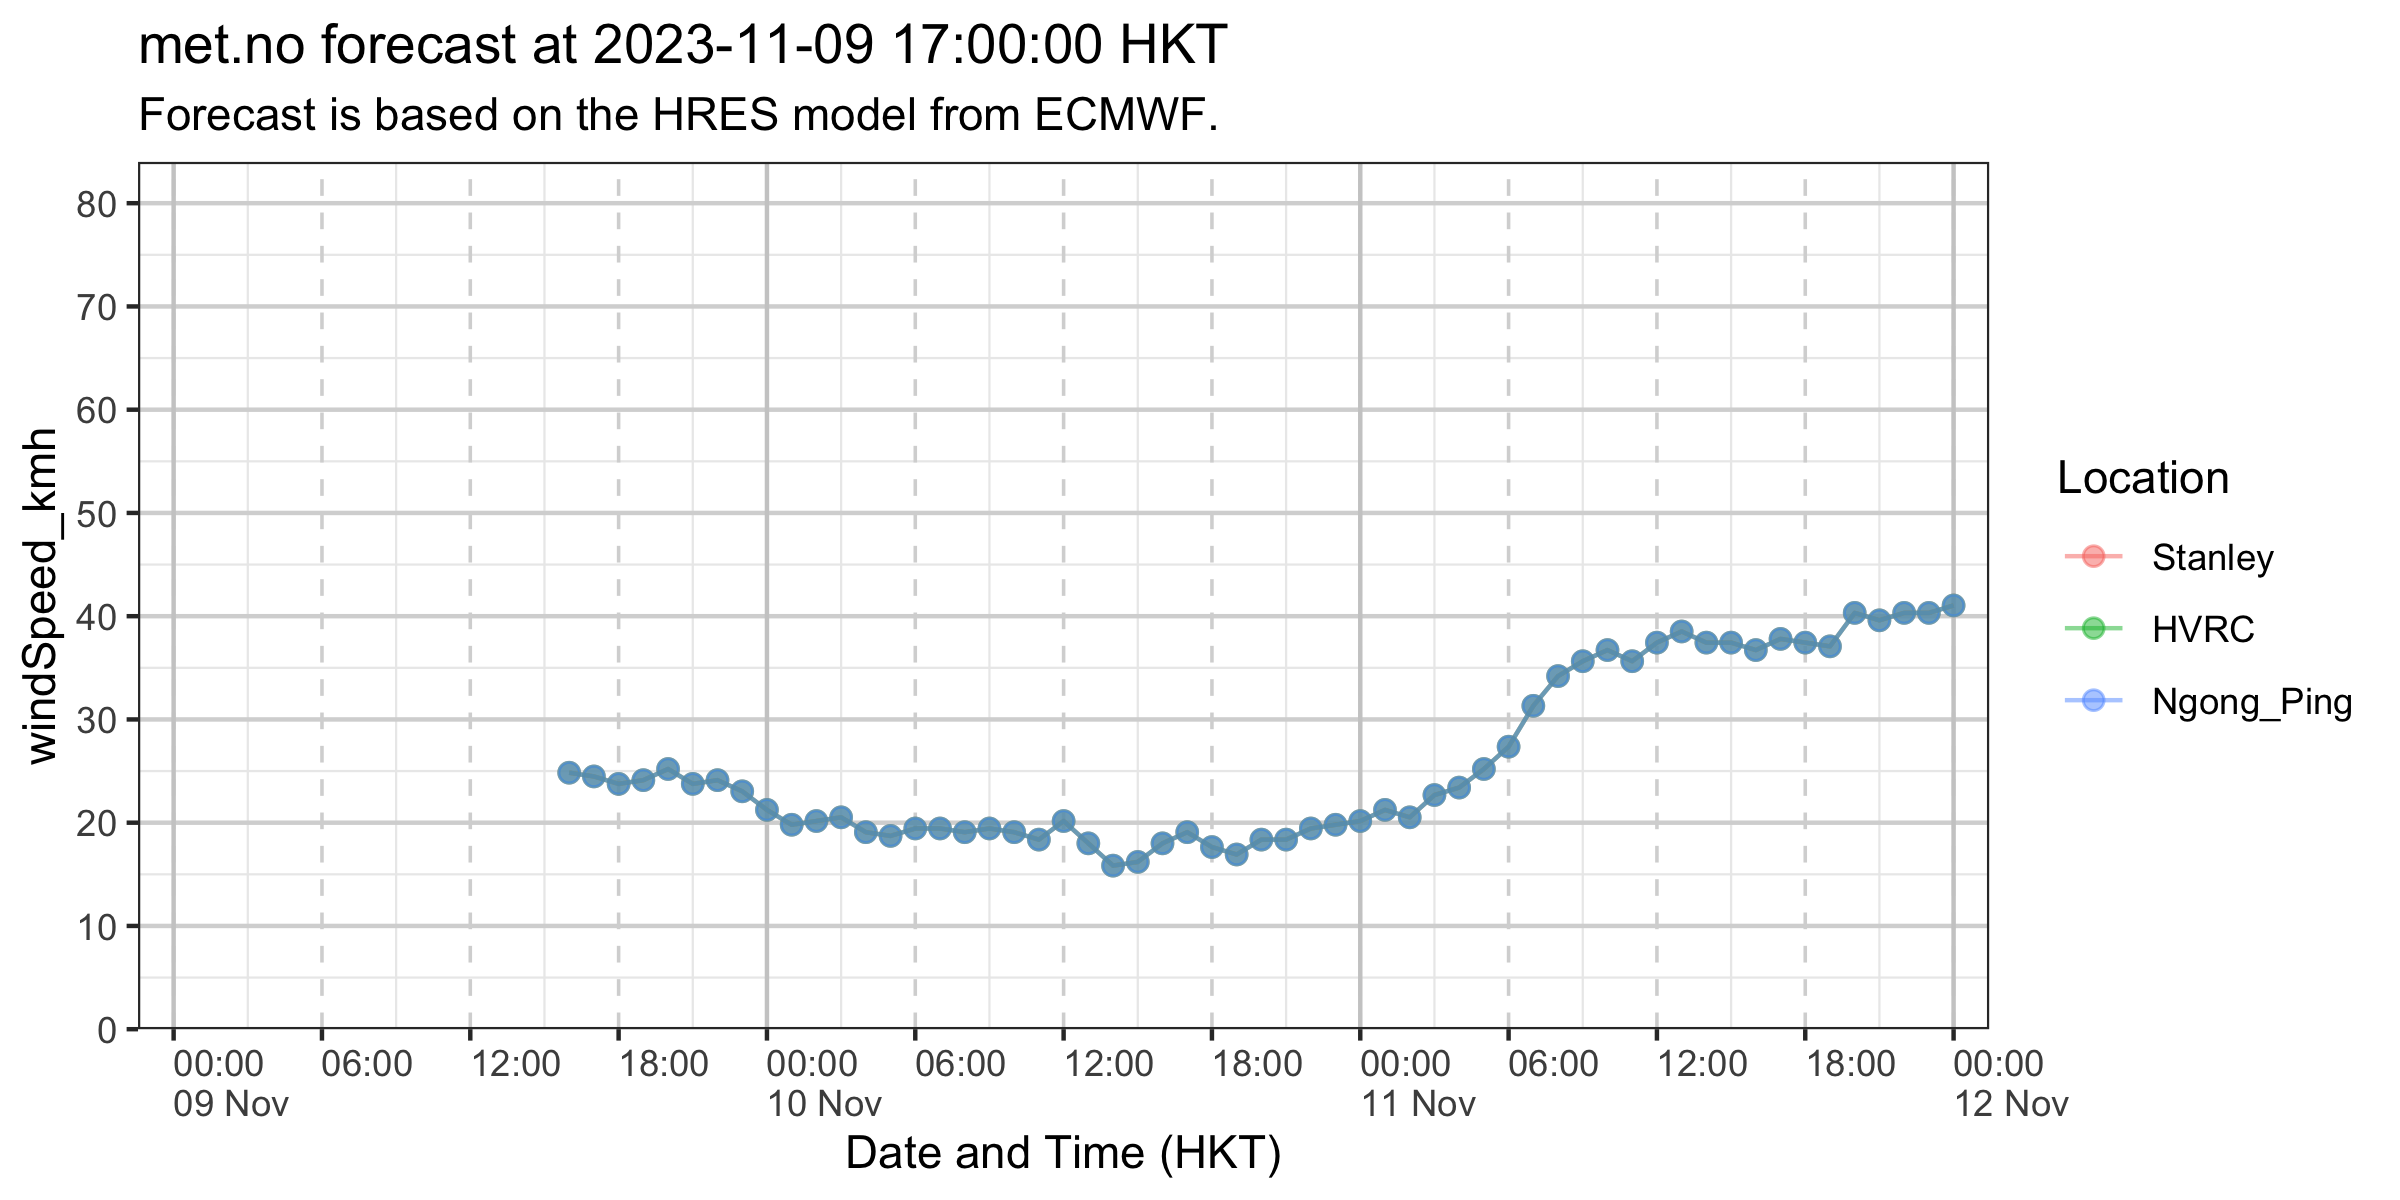 met.no forecast at 2023-11-09 17:00:00 HKT
Forecast is based on the HRES model from ECMWF.
windSpeed_kmh
80
70
60
50
40
30
20
10
0
00:00 06:00 12:00 18:00 00:00 06:00 12:00 18:00 00:00 06:00 12:00 18:00 00:00
09 Nov 10 Nov 11 Nov 12 Nov
Date and Time (HKT)
Location
Stanley
HVRC
Ngong_Ping